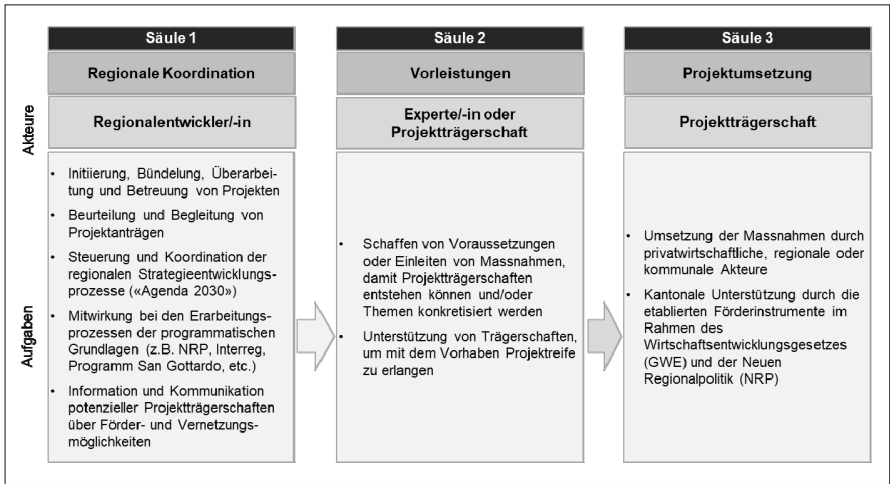 Säule 1
Regionale Koordination
Akteure
Regionalentwickler/-in
Aufgaben
• Initiierung, Bündelung, Überarbei-
tung und Betreuung von Projekten
• Beurteilung und Begleitung von
Projektanträgen
• Steuerung und Koordination der
regionalen Strategieentwicklungs-
prozesse («Agenda 2030»)
• Mitwirkung bei den Erarbeitungs-
prozessen der programmatischen
Grundlagen (z.B. NRP, Interreg,
Programm San Gottardo, etc.)
• Information und Kommunikation
potenzieller Projektträgerschaften
über Förder- und Vernetzungs-
möglichkeiten
Säule 2
Vorleistungen
Experte/-in oder
Projektträgerschaft
• Schaffen von Voraussetzungen
oder Einleiten von Massnahmen,
damit Projektträgerschaften
entstehen können und/oder
Themen konkretisiert werden
• Unterstützung von Trägerschaften,
um mit dem Vorhaben Projektreife
zu erlangen
Säule 3
Projektumsetzung
Projektträgerschaft
• Umsetzung der Massnahmen durch
privatwirtschaftliche, regionale oder
kommunale Akteure
• Kantonale Unterstützung durch die
etablierten Förderinstrumente im
Rahmen des
Wirtschaftsentwicklungsgesetzes
(GWE) und der Neuen
Regionalpolitik (NRP)